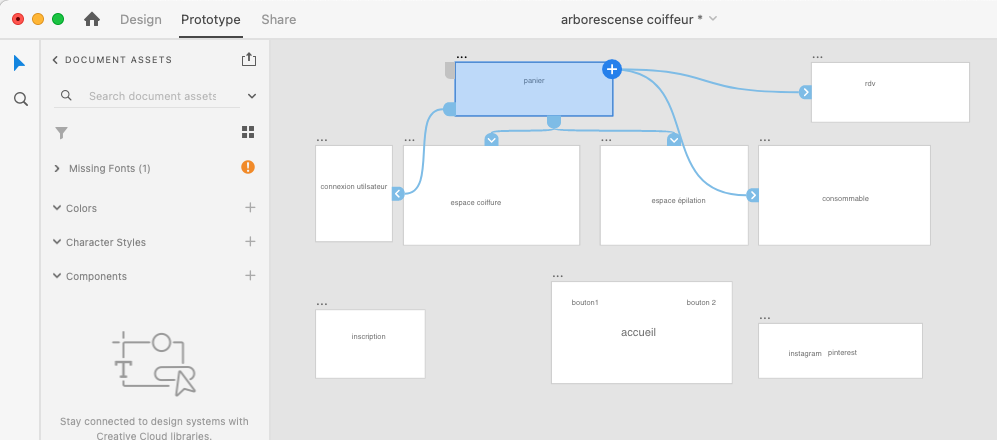 Design Prototype Share
arborescense coiffeur *
DOCUMENT ASSETS
Search document assets
Missing Fonts (1)
Colors
Character Styles
Components
Stay connected to design systems with
Creative Cloud libraries.
panier
rdv
connexion utilsateur
espace coiffure
espace épilation
consommable
inscription
bouton1
bouton 2
accueil
instagram pinterest